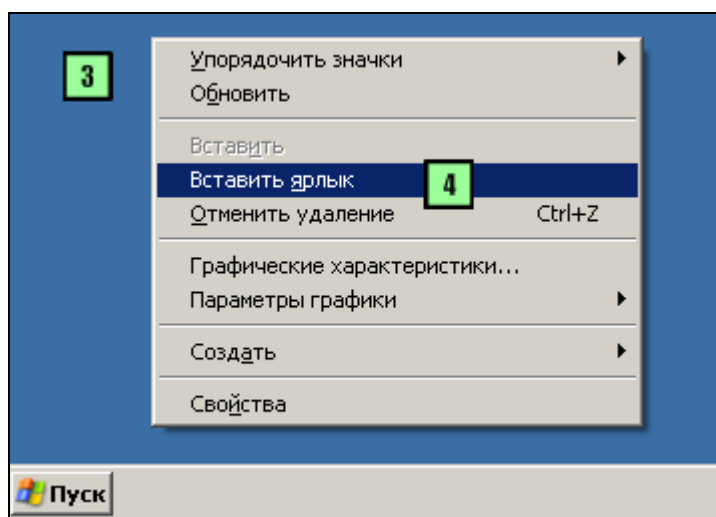 3
Упорядочить значки
Обновить
Вставить
Вставить ярлык 4
Отменить удаление Ctrl+Z
Графические характеристики...
Параметры графики
Создать
Свойства
Пуск